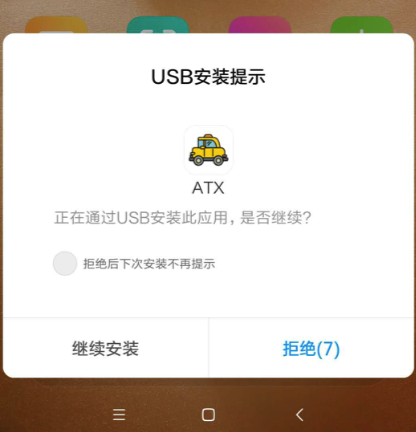 USB安装提示
ATX
正在通过USB安装此应用，是否继续？
拒绝后下次安装不再提示
继续安装
拒绝(7)